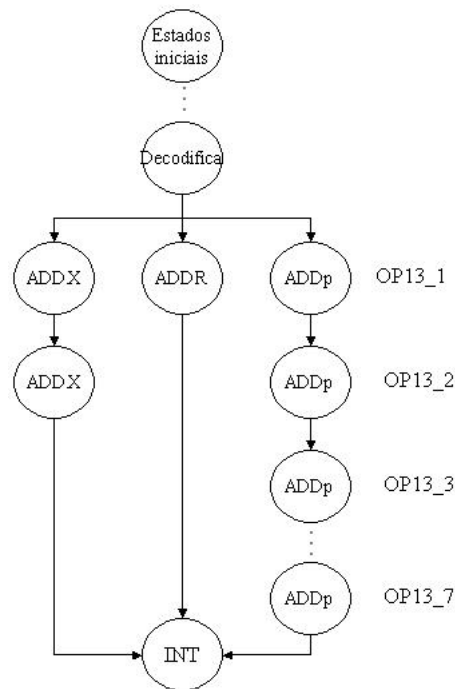 Estados
iniciais
Decodifica
ADDX
ADDR
ADDp
OP13_1
ADDX
ADDp
OP13_2
ADDp
OP13_3
ADDp
OP13_7
INT